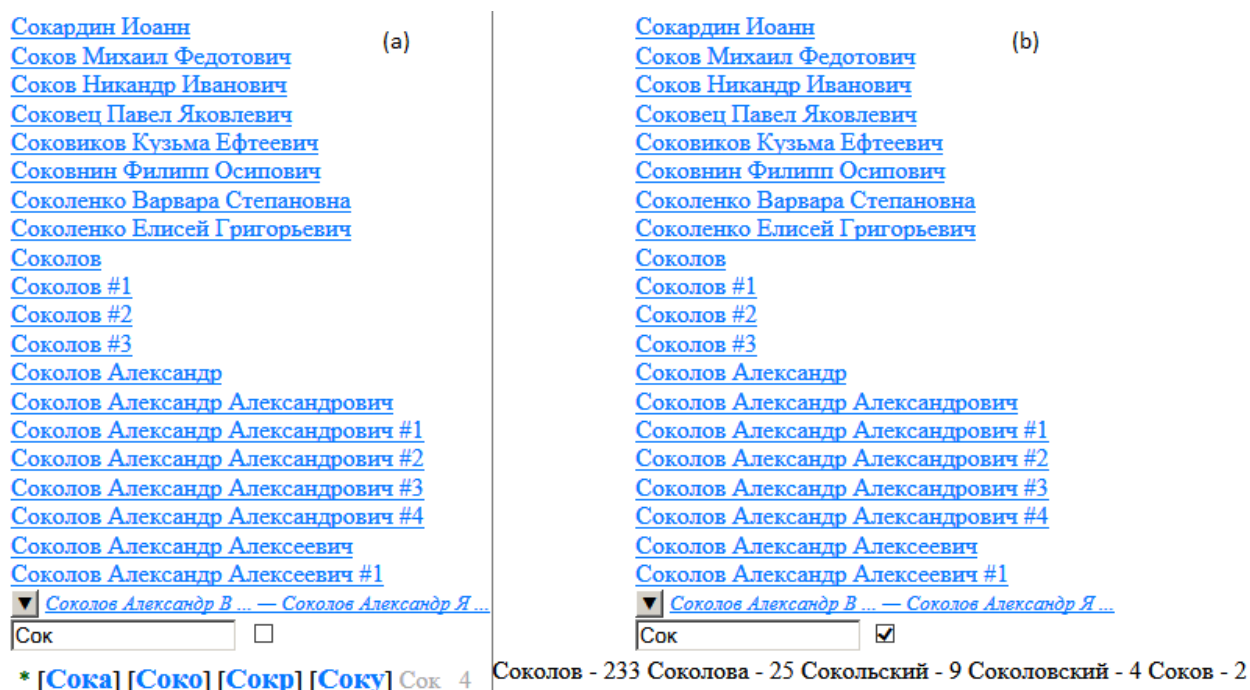 (a)
Сокардин Иоанн
Соков Михаил Федотович
Соков Никандр Иванович
Соковец Павел Яковлевич
Соковиков Кузьма Ефтеевич
Соковнин Филипп Осипович
Соколенко Варвара Степановна
Соколенко Елисей Григорьевич
Соколов
Соколов #1
Соколов #2
Соколов #3
Соколов Александр
Соколов Александр Александрович
Соколов Александр Александрович #1
Соколов Александр Александрович #2
Соколов Александр Александрович #3
Соколов Александр Александрович #4
Соколов Александр Алексеевич
Соколов Александр Алексеевич #1
▼ Соколов Александр В ... — Соколов Александр Я ...
Сок
* [Сока] [Соко] [Сокр] [Соку] Сок 4
(b)
Сокардин Иоанн
Соков Михаил Федотович
Соков Никандр Иванович
Соковец Павел Яковлевич
Соковиков Кузьма Ефтеевич
Соковнин Филипп Осипович
Соколенко Варвара Степановна
Соколенко Елисей Григорьевич
Соколов
Соколов #1
Соколов #2
Соколов #3
Соколов Александр
Соколов Александр Александрович
Соколов Александр Александрович #1
Соколов Александр Александрович #2
Соколов Александр Александрович #3
Соколов Александр Александрович #4
Соколов Александр Алексеевич
Соколов Александр Алексеевич #1
▼ Соколов Александр В ... — Соколов Александр Я ...
Сок
Соколов - 233 Соколова - 25 Сокольский - 9 Соколовский - 4 Соков - 2